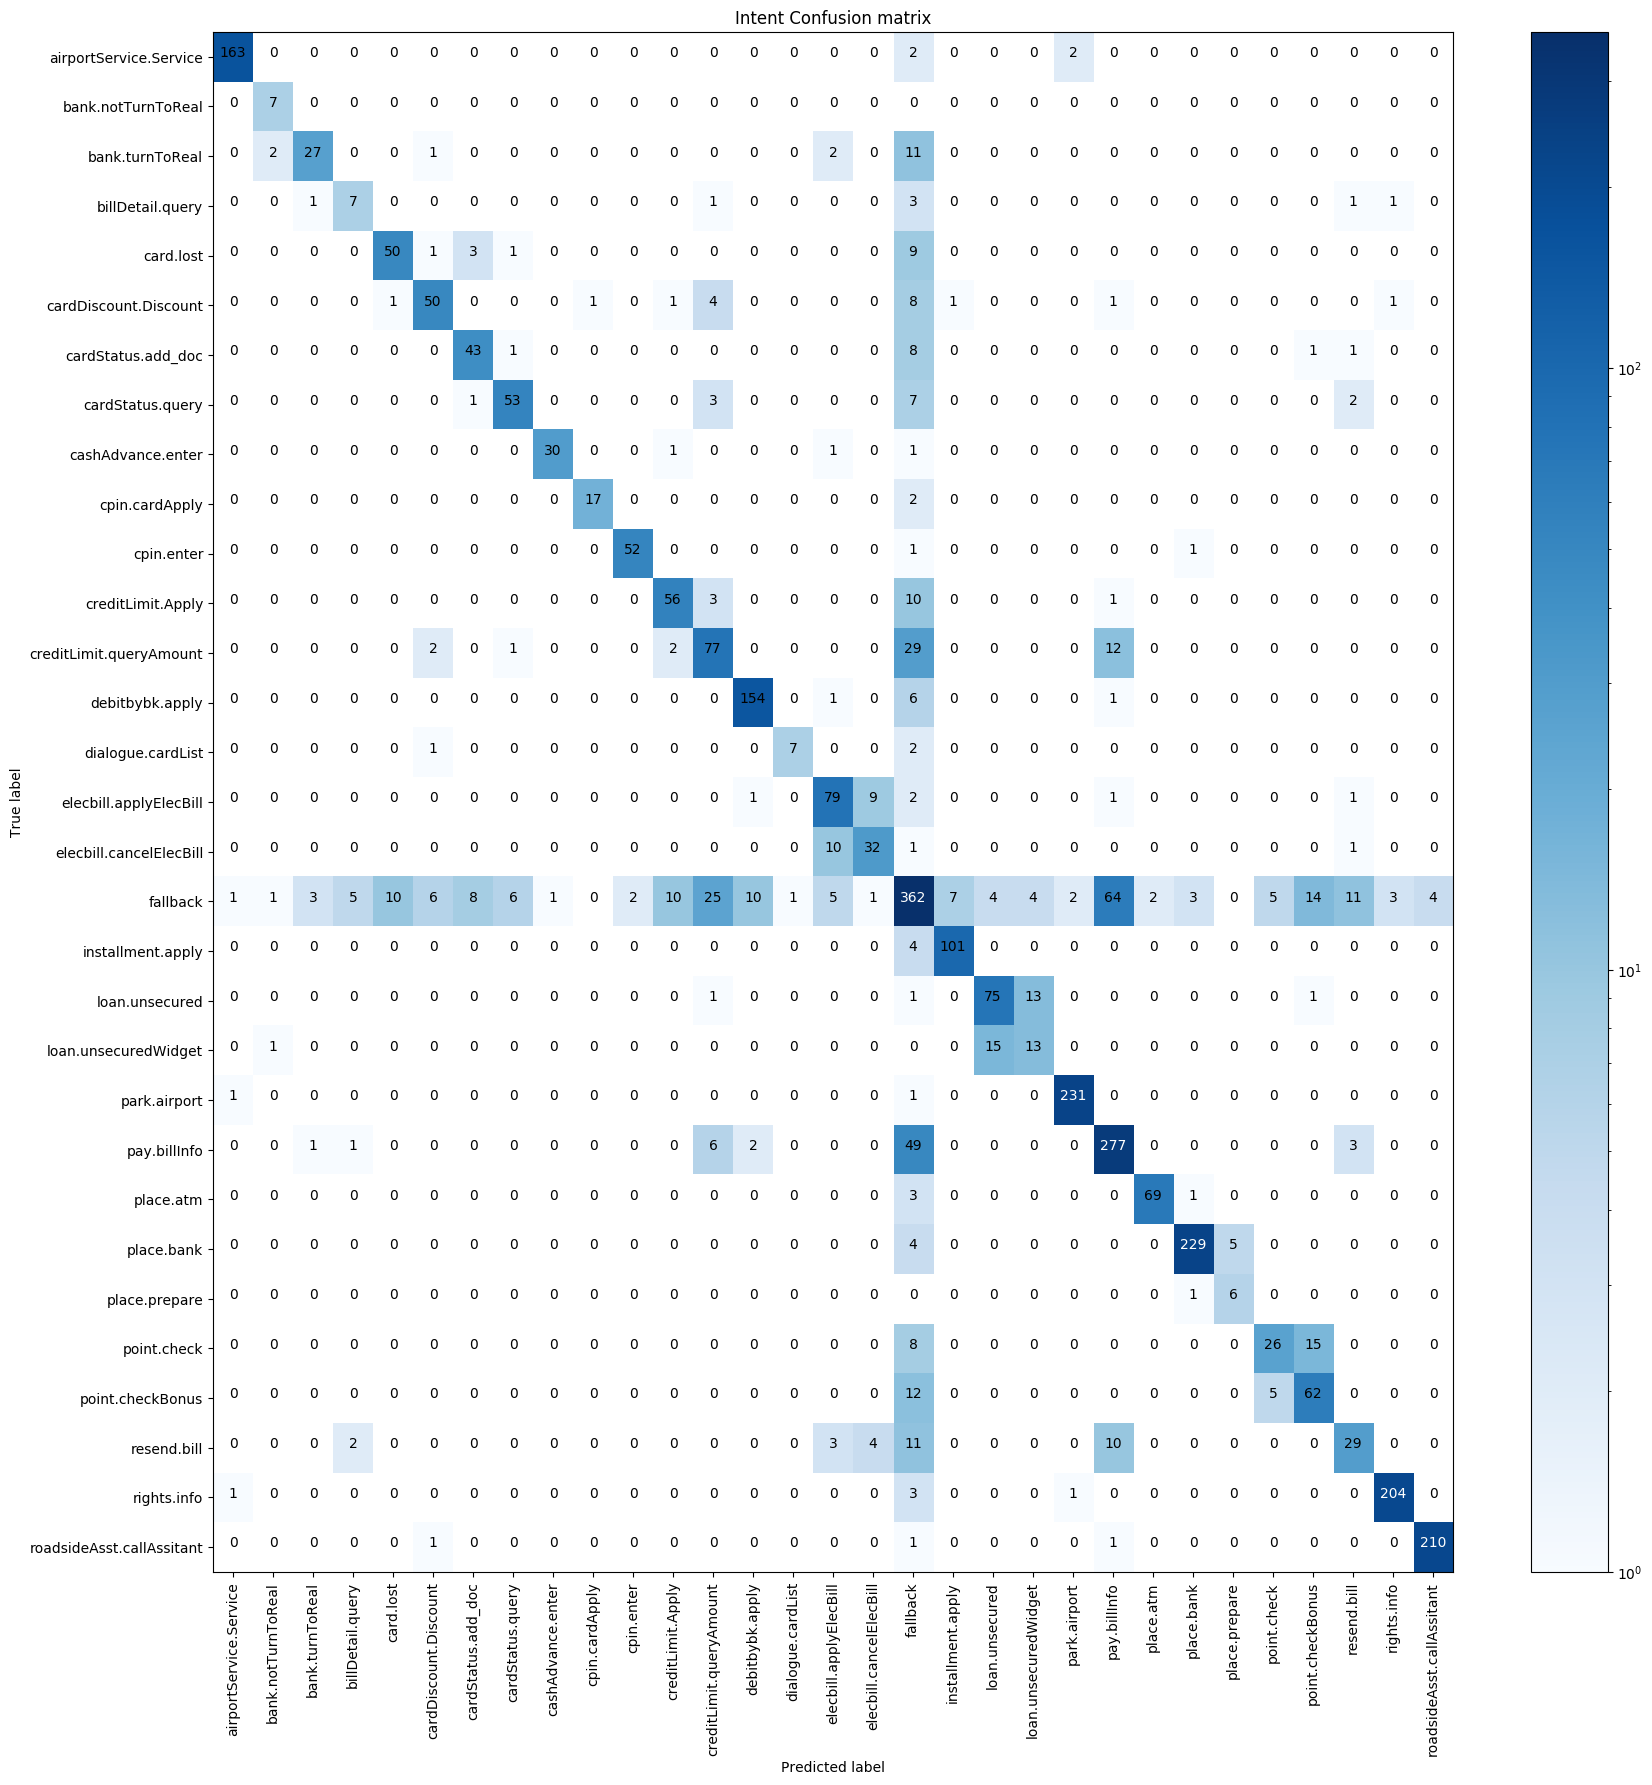 Intent Confusion matrix
airportService.Service 163 0 0 0 0 0 0 0 0 0 0 0 0 0 0 0 0 2 0 0 0 2 0 0 0 0 0 0 0 0 0
bank.notTurnToReal 0 7 0 0 0 0 0 0 0 0 0 0 0 0 0 0 0 0 0 0 0 0 0 0 0 0 0 0 0 0 0
bank.turnToReal 0 2 27 0 0 1 0 0 0 0 0 0 0 0 0 2 0 11 0 0 0 0 0 0 0 0 0 0 0 0 0
billDetail.query 0 0 1 7 0 0 0 0 0 0 0 0 1 0 0 0 0 3 0 0 0 0 0 0 0 0 0 0 1 1 0
card.lost 0 0 0 0 50 1 3 1 0 0 0 0 0 0 0 0 0 9 0 0 0 0 0 0 0 0 0 0 0 0 0
cardDiscount.Discount 0 0 0 0 1 50 0 0 0 1 0 1 4 0 0 0 0 8 1 0 0 0 1 0 0 0 0 0 0 1 0
cardStatus.add_doc 0 0 0 0 0 0 43 1 0 0 0 0 0 0 0 0 0 8 0 0 0 0 0 0 0 0 0 1 1 0 0
cardStatus.query 0 0 0 0 0 0 1 53 0 0 0 0 3 0 0 0 0 7 0 0 0 0 0 0 0 0 0 0 2 0 0
cashAdvance.enter 0 0 0 0 0 0 0 0 30 0 0 1 0 0 0 1 0 1 0 0 0 0 0 0 0 0 0 0 0 0 0
cpin.cardApply 0 0 0 0 0 0 0 0 0 17 0 0 0 0 0 0 0 2 0 0 0 0 0 0 0 0 0 0 0 0 0
cpin.enter 0 0 0 0 0 0 0 0 0 0 52 0 0 0 0 0 0 1 0 0 0 0 0 0 1 0 0 0 0 0 0
creditLimit.Apply 0 0 0 0 0 0 0 0 0 0 0 56 3 0 0 0 0 10 0 0 0 0 1 0 0 0 0 0 0 0 0
creditLimit.queryAmount 0 0 0 0 0 2 0 1 0 0 0 2 77 0 0 0 0 29 0 0 0 0 12 0 0 0 0 0 0 0 0
debitbybk.apply 0 0 0 0 0 0 0 0 0 0 0 0 0 154 0 1 0 6 0 0 0 0 1 0 0 0 0 0 0 0 0
dialogue.cardList 0 0 0 0 0 1 0 0 0 0 0 0 0 0 7 0 0 2 0 0 0 0 0 0 0 0 0 0 0 0 0
elecbill.applyElecBill 0 0 0 0 0 0 0 0 0 0 0 0 0 1 0 79 9 2 0 0 0 0 1 0 0 0 0 0 1 0 0
elecbill.cancelElecBill 0 0 0 0 0 0 0 0 0 0 0 0 0 0 0 10 32 1 0 0 0 0 0 0 0 0 0 0 1 0 0
fallback 1 1 3 5 10 6 8 6 1 0 2 10 25 10 1 5 1 362 7 4 4 2 64 2 3 0 5 14 11 3 4
installment.apply 0 0 0 0 0 0 0 0 0 0 0 0 0 0 0 0 0 4 101 0 0 0 0 0 0 0 0 0 0 0 0
loan.unsecured 0 0 0 0 0 0 0 0 0 0 0 0 1 0 0 0 0 1 0 75 13 0 0 0 0 0 0 1 0 0 0
loan.unsecuredWidget 0 1 0 0 0 0 0 0 0 0 0 0 0 0 0 0 0 0 0 15 13 0 0 0 0 0 0 0 0 0 0
park.airport 1 0 0 0 0 0 0 0 0 0 0 0 0 0 0 0 0 1 0 0 0 231 0 0 0 0 0 0 0 0 0
pay.billInfo 0 0 1 1 0 0 0 0 0 0 0 0 6 2 0 0 0 49 0 0 0 0 277 0 0 0 0 0 3 0 0
place.atm 0 0 0 0 0 0 0 0 0 0 0 0 0 0 0 0 0 3 0 0 0 0 0 69 1 0 0 0 0 0 0
place.bank 0 0 0 0 0 0 0 0 0 0 0 0 0 0 0 0 0 4 0 0 0 0 0 0 229 5 0 0 0 0 0
place.prepare 0 0 0 0 0 0 0 0 0 0 0 0 0 0 0 0 0 0 0 0 0 0 0 0 1 6 0 0 0 0 0
point.check 0 0 0 0 0 0 0 0 0 0 0 0 0 0 0 0 0 8 0 0 0 0 0 0 0 0 26 15 0 0 0
point.checkBonus 0 0 0 0 0 0 0 0 0 0 0 0 0 0 0 0 0 12 0 0 0 0 0 0 0 0 5 62 0 0 0
resend.bill 0 0 0 2 0 0 0 0 0 0 0 0 0 0 0 3 4 11 0 0 0 0 10 0 0 0 0 0 29 0 0
rights.info 1 0 0 0 0 0 0 0 0 0 0 0 0 0 0 0 0 3 0 0 0 1 0 0 0 0 0 0 0 204 0
roadsideAsst.callAssitant 0 0 0 0 0 1 0 0 0 0 0 0 0 0 0 0 0 1 0 0 0 0 1 0 0 0 0 0 0 0 210
True label
airportService.Service
bank.notTurnToReal
bank.turnToReal
billDetail.query
card.lost
cardDiscount.Discount
cardStatus.add_doc
cardStatus.query
cashAdvance.enter
cpin.cardApply
cpin.enter
creditLimit.Apply
creditLimit.queryAmount
debitbybk.apply
dialogue.cardList
elecbill.applyElecBill
elecbill.cancelElecBill
fallback
installment.apply
loan.unsecured
loan.unsecuredWidget
park.airport
pay.billInfo
place.atm
place.bank
place.prepare
point.check
point.checkBonus
resend.bill
rights.info
roadsideAsst.callAssitant
Predicted label
10²
10¹
10⁰